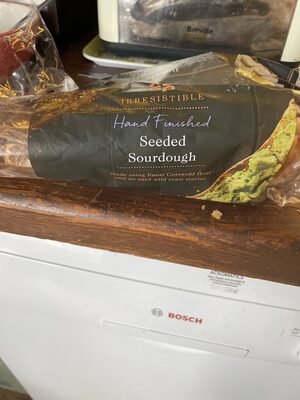 Breville
IRRESISTIBLE
Hand Finished
Seeded
Sourdough
Made using finest Cotswold flour
and an aged wild yeast starter
BOSCH